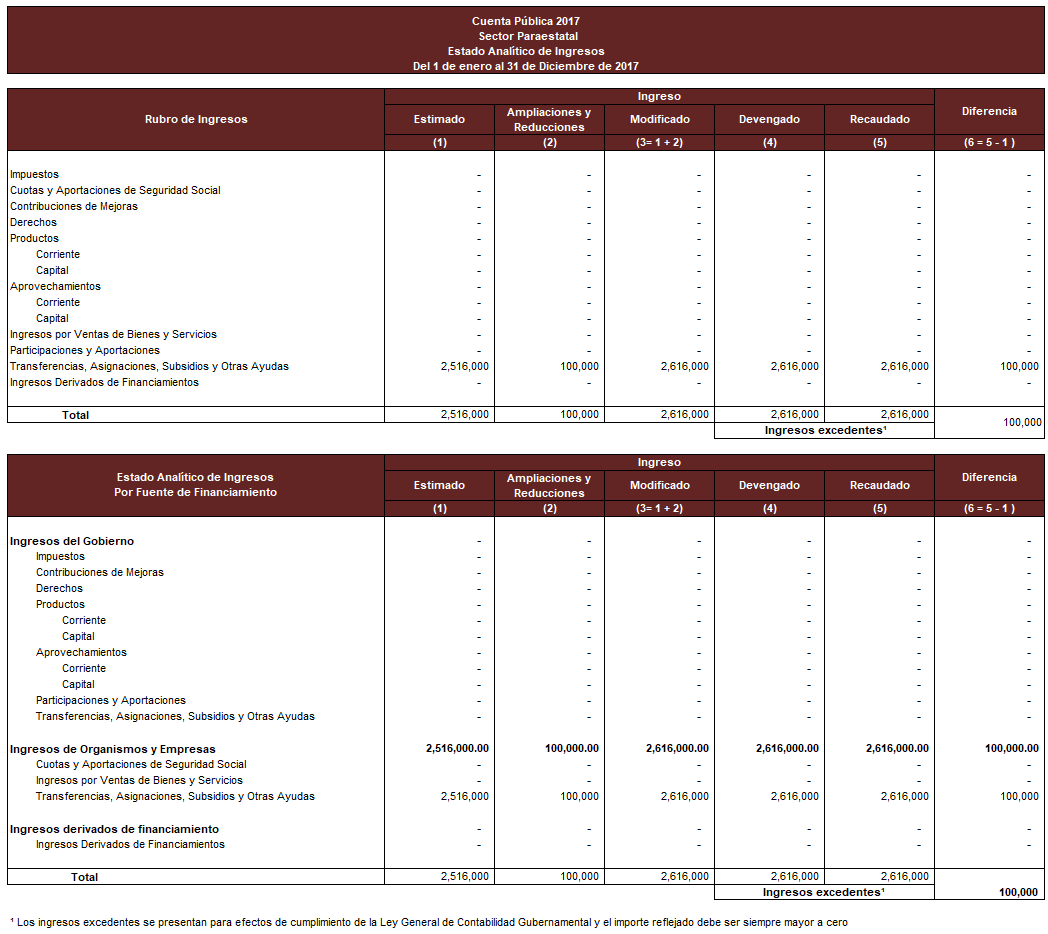 Cuenta Pública 2017
Sector Paraestatal
Estado Analítico de Ingresos
Del 1 de enero al 31 de Diciembre de 2017
Rubro de Ingresos
Ingreso
Estimado
Ampliaciones y
Reducciones
Modificado
Devengado
Recaudado
Diferencia
(1) (2) (3= 1 + 2) (4) (5) (6 = 5 - 1 )
Impuestos - - - - - -
Cuotas y Aportaciones de Seguridad Social - - - - - -
Contribuciones de Mejoras - - - - - -
Derechos - - - - - -
Productos - - - - - -
Corriente - - - - - -
Capital - - - - - -
Aprovechamientos - - - - - -
Corriente - - - - - -
Capital - - - - - -
Ingresos por Ventas de Bienes y Servicios - - - - - -
Participaciones y Aportaciones - - - - - -
Transferencias, Asignaciones, Subsidios y Otras Ayudas 2,516,000 100,000 2,616,000 2,616,000 2,616,000 100,000
Ingresos Derivados de Financiamientos - - - - - -
Total 2,516,000 100,000 2,616,000 2,616,000 2,616,000
100,000
Ingresos excedentes¹
Estado Analítico de Ingresos
Por Fuente de Financiamiento
Ingreso
Estimado
Ampliaciones y
Reducciones
Modificado
Devengado
Recaudado
Diferencia
(1) (2) (3= 1 + 2) (4) (5) (6 = 5 - 1 )
Ingresos del Gobierno - - - - - -
Impuestos - - - - - -
Contribuciones de Mejoras - - - - - -
Derechos - - - - - -
Productos - - - - - -
Corriente - - - - - -
Capital - - - - - -
Aprovechamientos - - - - - -
Corriente - - - - - -
Capital - - - - - -
Participaciones y Aportaciones - - - - - -
Transferencias, Asignaciones, Subsidios y Otras Ayudas - - - - - -
Ingresos de Organismos y Empresas 2,516,000.00 100,000.00 2,616,000.00 2,616,000.00 2,616,000.00 100,000.00
Cuotas y Aportaciones de Seguridad Social - - - - - -
Ingresos por Ventas de Bienes y Servicios - - - - - -
Transferencias, Asignaciones, Subsidios y Otras Ayudas 2,516,000 100,000 2,616,000 2,616,000 2,616,000 100,000
Ingresos derivados de financiamiento - - - - - -
Ingresos Derivados de Financiamientos - - - - - -
Total 2,516,000 100,000 2,616,000 2,616,000 2,616,000
Ingresos excedentes¹ 100,000
¹ Los ingresos excedentes se presentan para efectos de cumplimiento de la Ley General de Contabilidad Gubernamental y el importe reflejado debe ser siempre mayor a cero